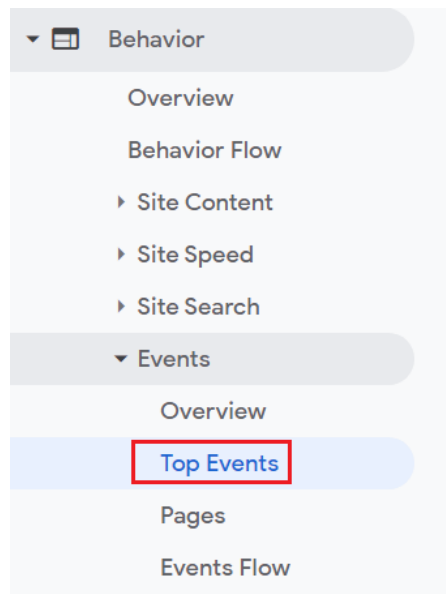 Behavior
Overview
Behavior Flow
Site Content
Site Speed
Site Search
Events
Overview
Top Events
Pages
Events Flow